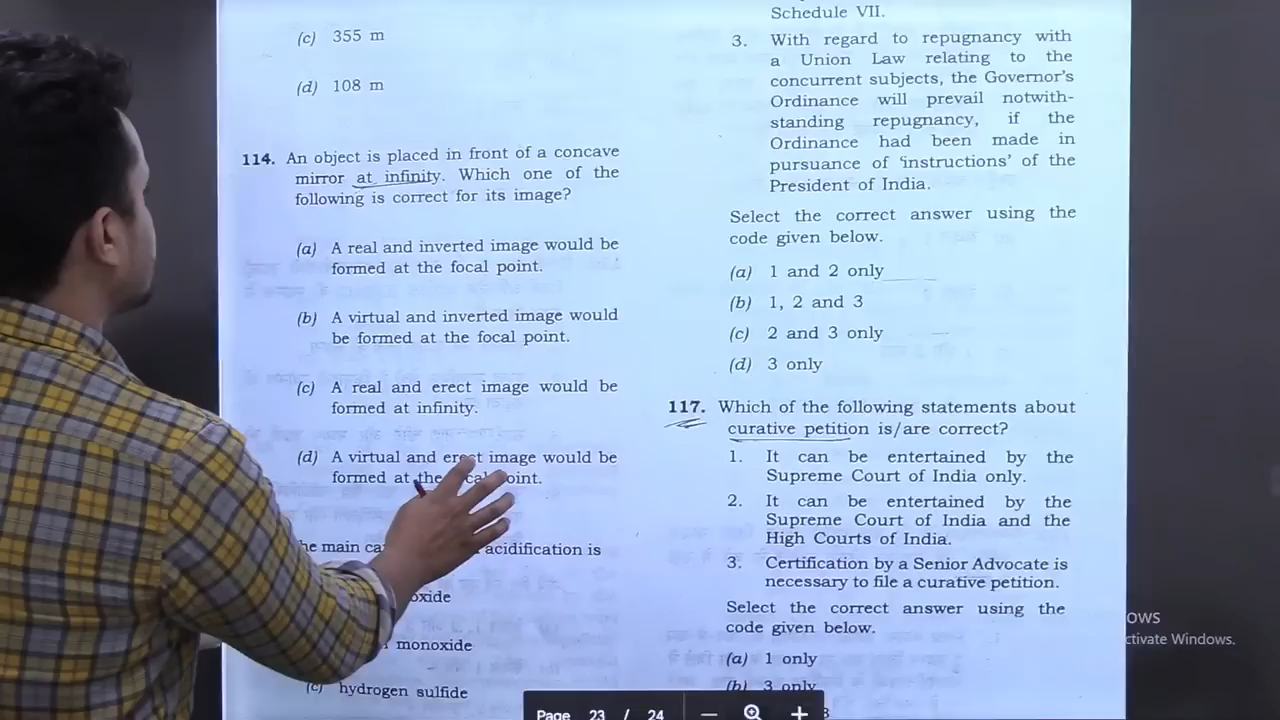 (c) 355 m
(d) 108 m
114. An object is placed in front of a concave
mirror at infinity. Which one of the
following is correct for its image?
(a) A real and inverted image would be
formed at the focal point.
(b) A virtual and inverted image would
be formed at the focal point.
(c) A real and erect image would be
formed at infinity.
(d) A virtual and erect image would be
formed at the focal point.
he main acidification is
oxide
monoxide
(c) hydrogen sulfide
Schedule VII.
3. With regard to repugnancy with
a Union Law relating to the
concurrent subjects, the Governor's
Ordinance will prevail notwith-
standing repugnancy, if the
Ordinance had been made in
pursuance of 'instructions' of the
President of India.
Select the correct answer using the
code given below.
(a) 1 and 2 only
(b) 1, 2 and 3
(c) 2 and 3 only
(d) 3 only
117. Which of the following statements about
curative petition is/are correct?
1. It can be entertained by the
Supreme Court of India only.
2. It can be entertained by the
Supreme Court of India and the
High Courts of India.
3. Certification by a Senior Advocate is
necessary to file a curative petition.
Select the correct answer using the
code given below.
(a) 1 only
(b) 3 only
3
Page 23 / 24
ows
ctivate Windows.